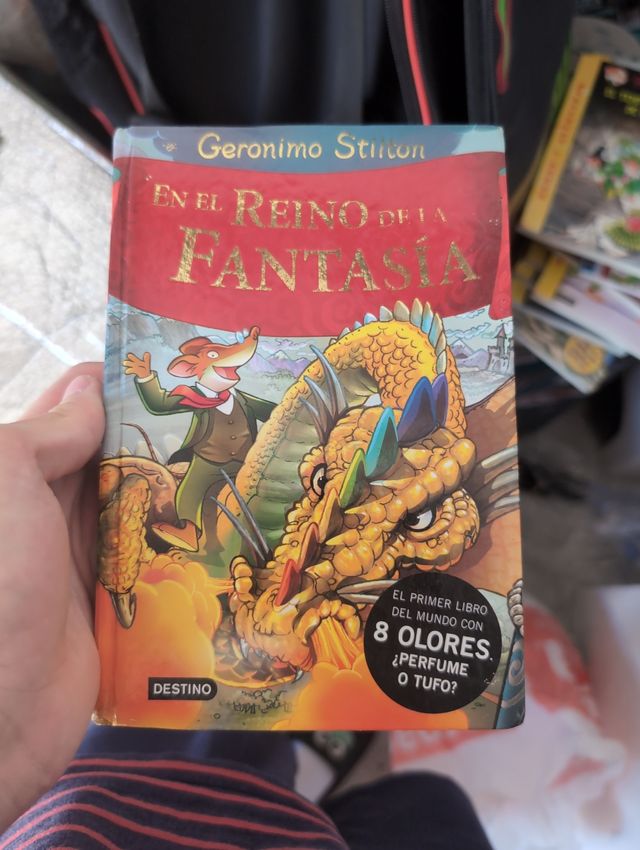 Geronimo Stilton
EN EL REINO DE LA
FANTASÍA
EL PRIMER LIBRO
DEL MUNDO CON
8 OLORES
¿PERFUME
O TUFO?
DESTINO